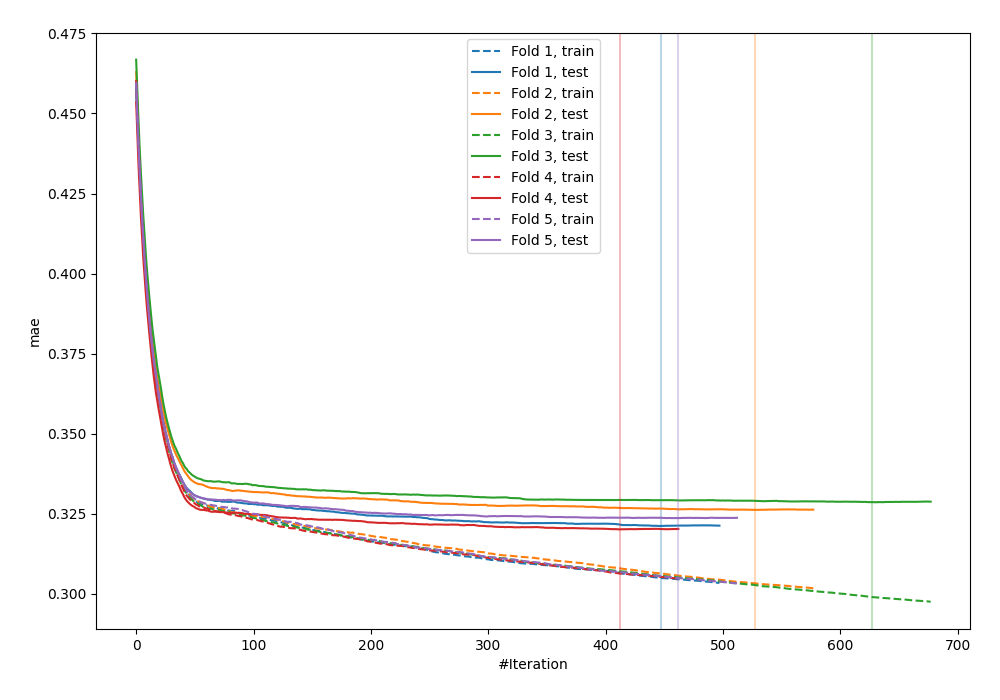 0.475
0.450
0.425
0.400
0.375
0.350
0.325
0.300
mae
0
100
200
300
400
500
600
700
#Iteration
Fold 1, train
Fold 1, test
Fold 2, train
Fold 2, test
Fold 3, train
Fold 3, test
Fold 4, train
Fold 4, test
Fold 5, train
Fold 5, test